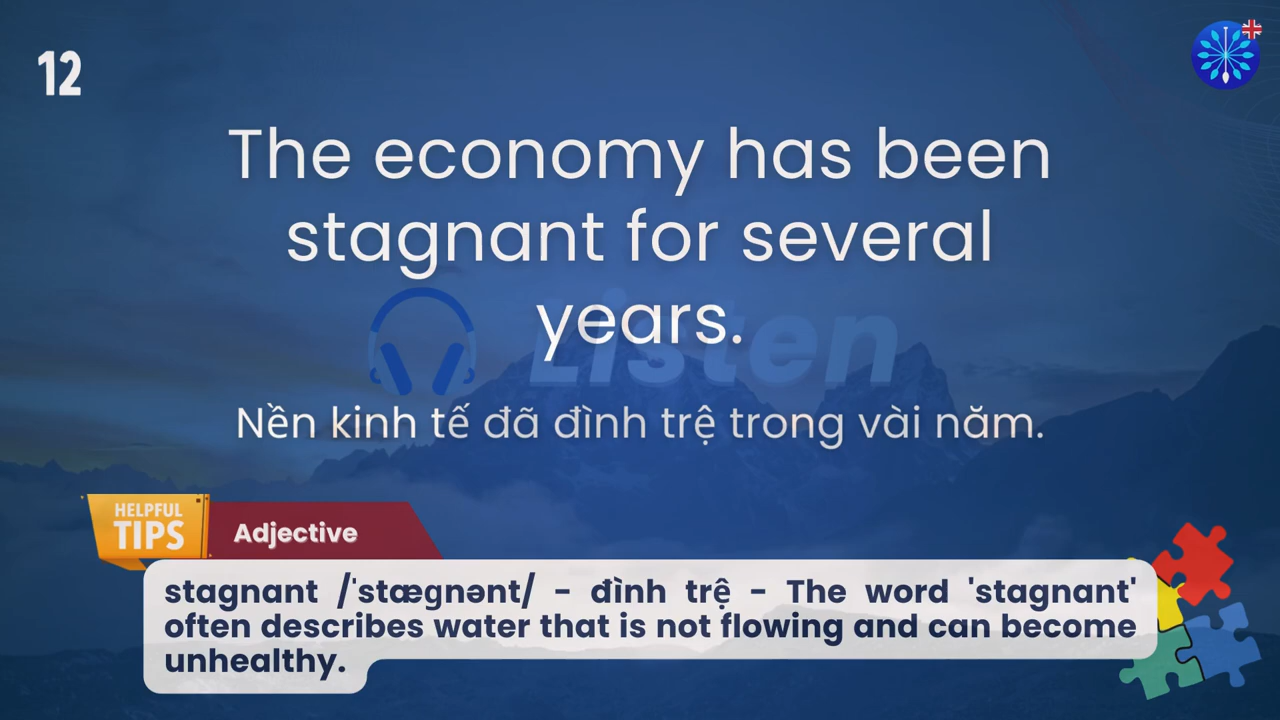 12
The economy has been
stagnant for several
years.
Listen
Nền kinh tế đã đình trệ trong vài năm.
HELPFUL
TIPS
Adjective
stagnant /ˈstæɡnənt/ - đình trệ - The word 'stagnant'
often describes water that is not flowing and can become
unhealthy.